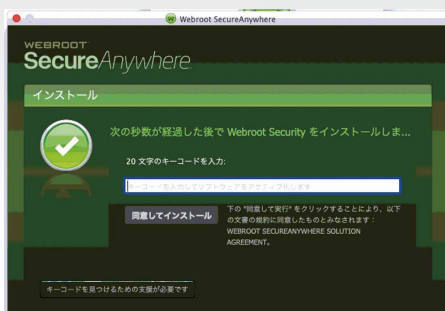 Webroot SecureAnywhere
WEBROOT
SecureAnywhere
インストール
次の秒数が経過した後で Webroot Security をインストールしま...
20 文字のキーコードを入力:
キーコードを入力してソフトウェアをアクティブ化します
同意してインストール
下の "同意して実行" をクリックすることにより、以下
の文書の規約に同意したものとみなされます：
WEBROOT SECUREANYWHERE SOLUTION
AGREEMENT。
キーコードを見つけるための支援が必要です